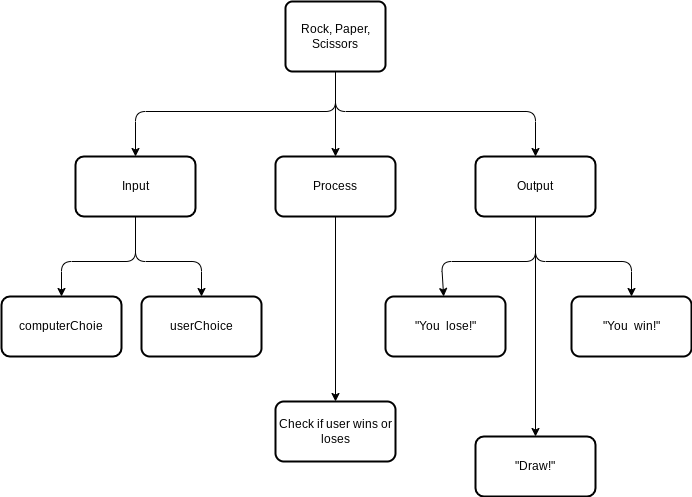 Rock, Paper,
Scissors
Input
Process
Output
computerChoie
userChoice
"You lose!"
"You win!"
Check if user wins or
loses
"Draw!"